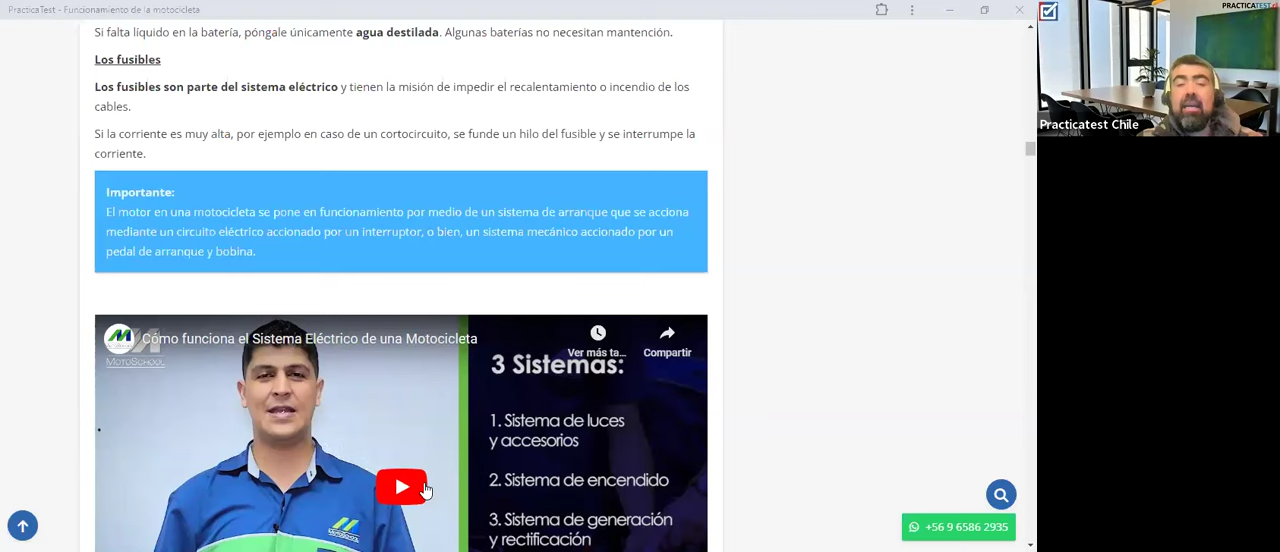 PracticaTest - Funcionamiento de la motocicleta
Si falta líquido en la batería, póngale únicamente agua destilada. Algunas baterías no necesitan mantención.
Los fusibles
Los fusibles son parte del sistema eléctrico y tienen la misión de impedir el recalentamiento o incendio de los
cables.
Si la corriente es muy alta, por ejemplo en caso de un cortocircuito, se funde un hilo del fusible y se interrumpe la
corriente.
Importante:
El motor en una motocicleta se pone en funcionamiento por medio de un sistema de arranque que se acciona
mediante un circuito eléctrico accionado por un interruptor, o bien, un sistema mecánico accionado por un
pedal de arranque y bobina.
Cómo funciona el Sistema Eléctrico de una Motocicleta
MOTOSCHOOL
Ver más ta...
Compartir
3 Sistemas:
1. Sistema de luces
y accesorios
2. Sistema de encendido
3. Sistema de generación
y rectificación
MOTOSCHOOL
+56 9 6586 2935
PRACTICATEST.cl
Practicatest Chile